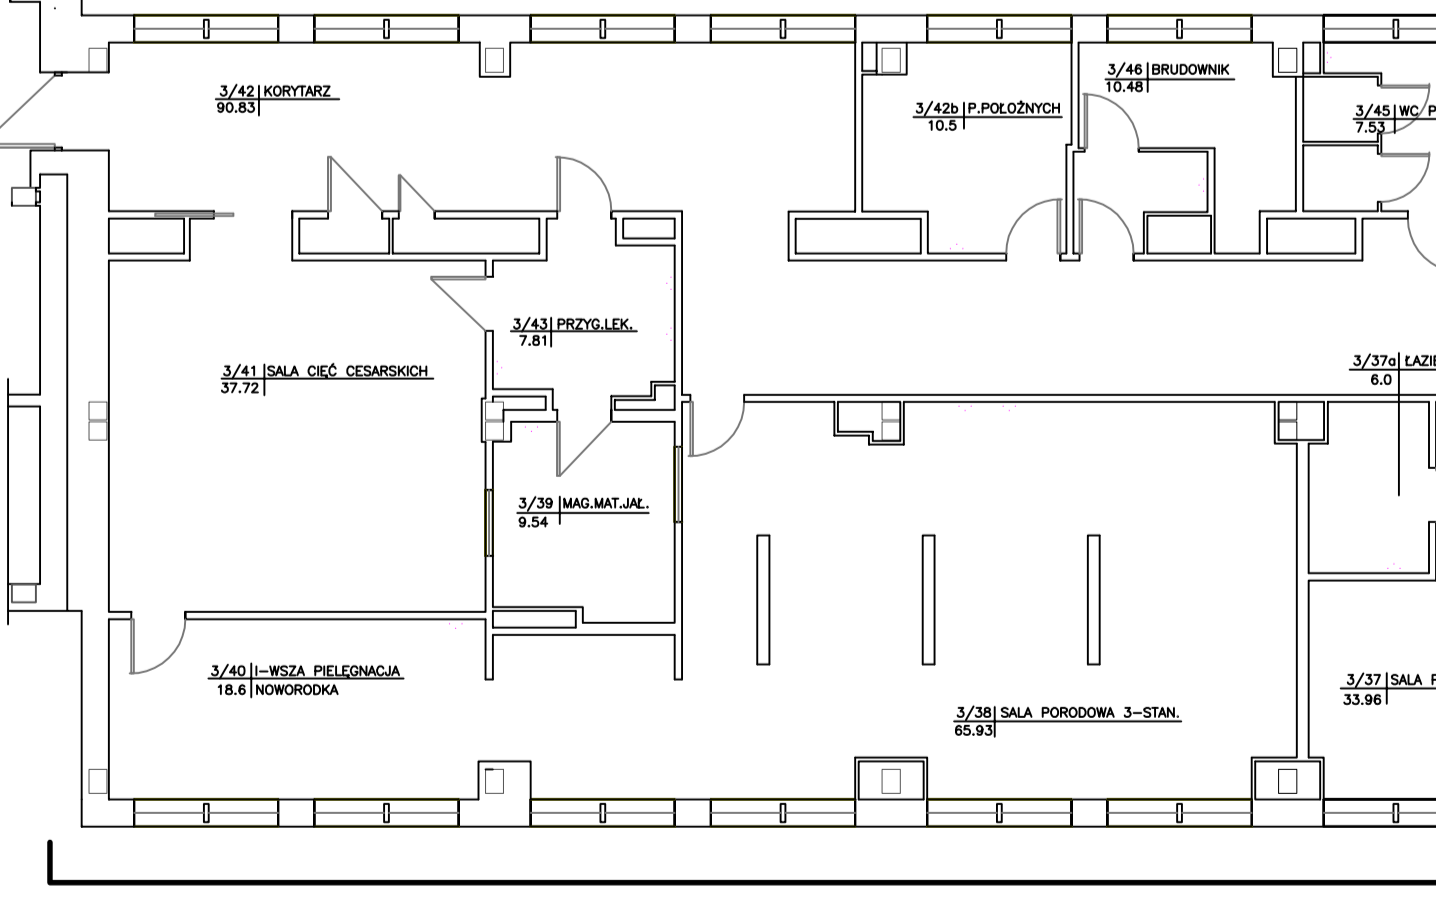 3/42 KORYTARZ
90.83
3/42b P.POŁOŻNYCH
10.5
3/46 BRUDOWNIK
10.48
3/45 WC P
7.53
3/43 PRZYG.LEK.
7.81
3/41 SALA CIĘĆ CESARSKICH
37.72
3/37a ŁAZIE
6.0
3/39 MAG.MAT.JAŁ.
9.54
3/40 I-WSZA PIELĘGNACJA
18.6 NOWORODKA
3/38 SALA PORODOWA 3-STAN.
65.93
3/37 SALA P
33.96